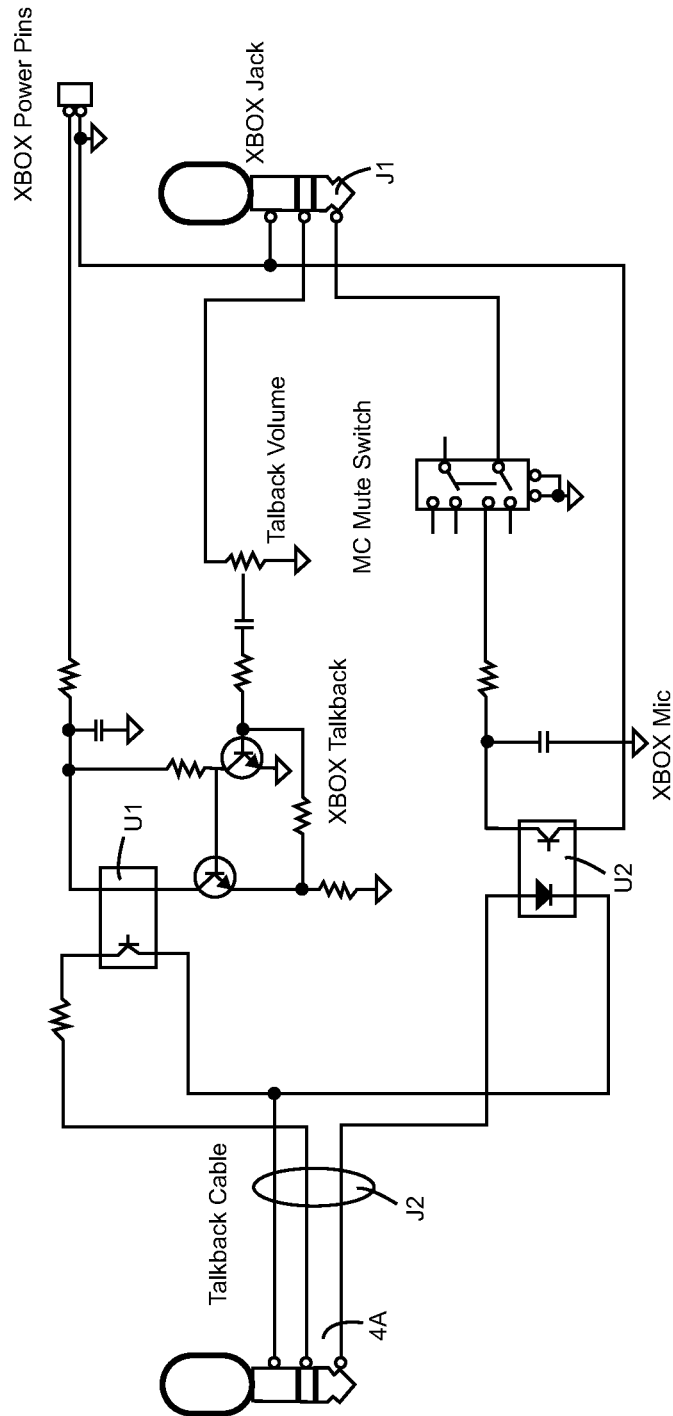 XBOX Power Pins
U1
Talkback Cable
XBOX Jack
Talback Volume
XBOX Talkback
MC Mute Switch
4A
J1
J2
U2
XBOX Mic